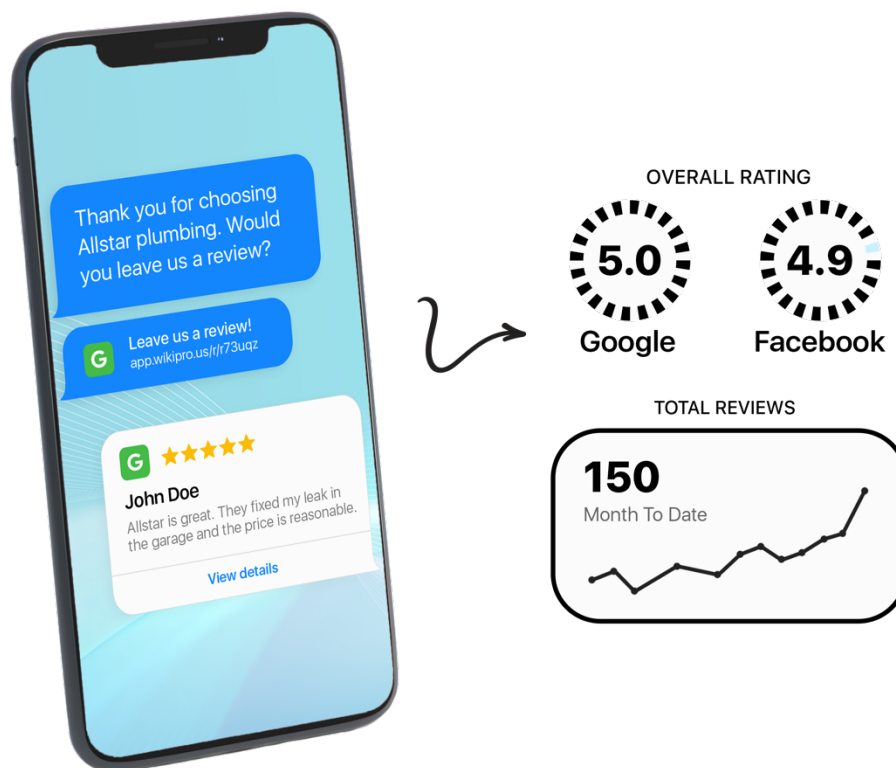 Thank you for choosing
Allstar plumbing. Would
you leave us a review?
G
Leave us a review!
app.wikipro.us/r/r73uqz
G
John Doe
Allstar is great. They fixed my leak in
the garage and the price is reasonable.
View details
OVERALL RATING
5.0
4.9
Google
Facebook
TOTAL REVIEWS
150
Month To Date